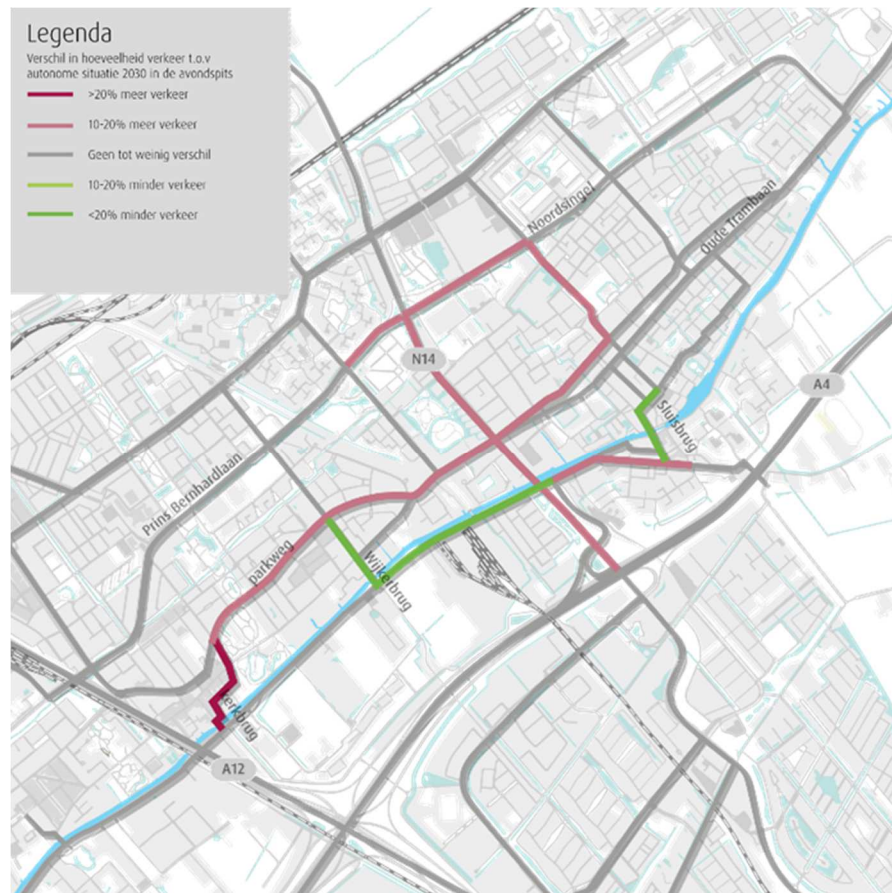 Legenda
Verschil in hoeveelheid verkeer t.o.v
autonome situatie 2030 in de avondspits
>20% meer verkeer
10-20% meer verkeer
Geen tot weinig verschil
10-20% minder verkeer
<20% minder verkeer
Noordsingel
Oude Trambaan
N14
A4
Sluisbrug
Prins Bernhardlaan
parkweg
Wijkerbrug
kerkbrug
A12